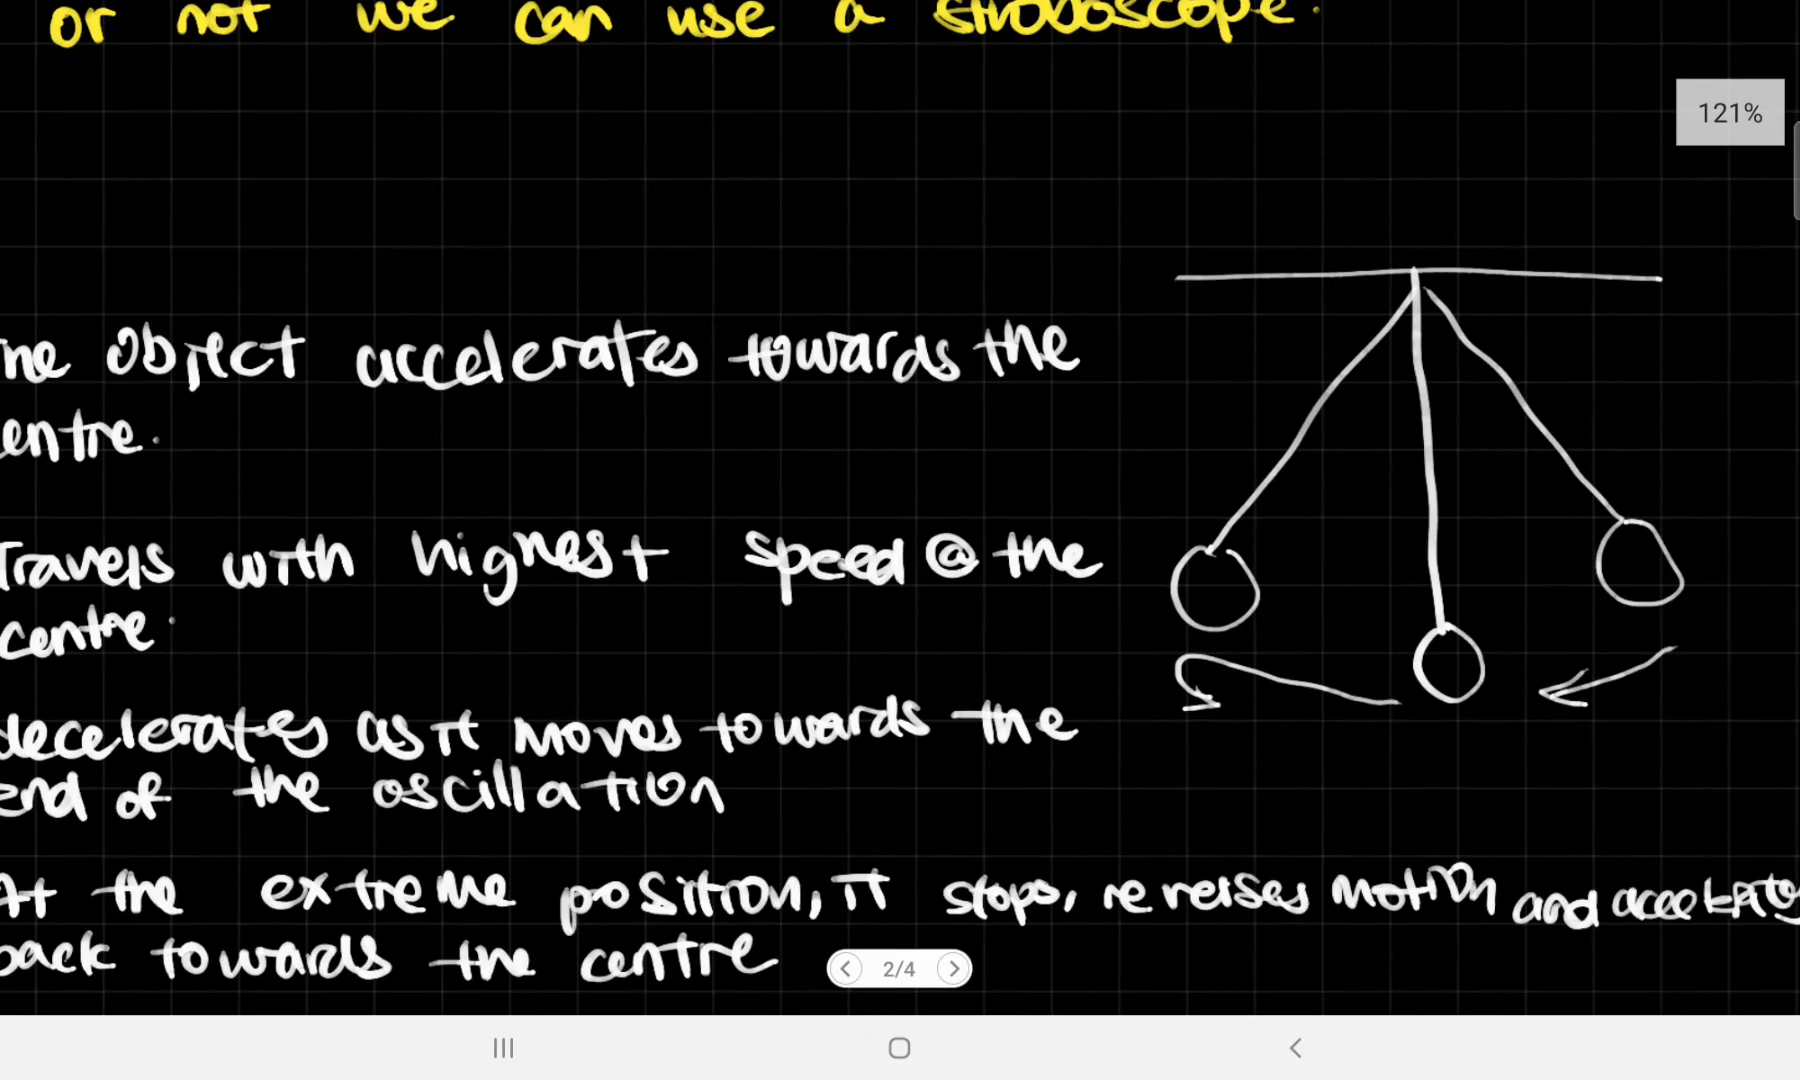 or not we can use a stroboscope.
121%
he object accelerates towards the
entre.
Travels with highest speed @ the
centre.
decelerates as it moves towards the
end of the oscillation
At the extreme position, it stops, reverses motion and accelerates
back towards the centre
2/4